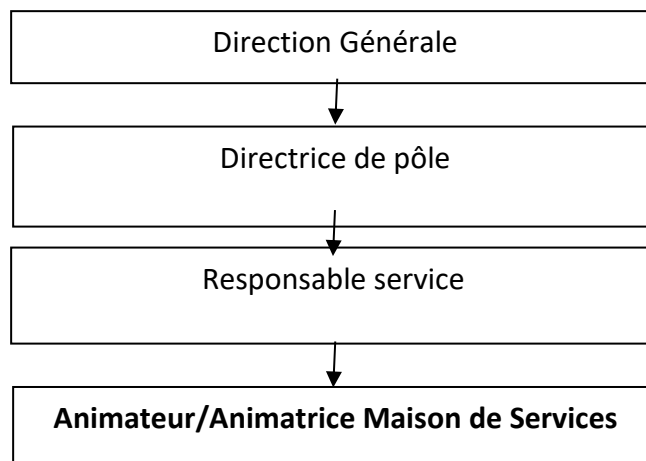 Direction Générale
Directrice de pôle
Responsable service
Animateur/Animatrice Maison de Services